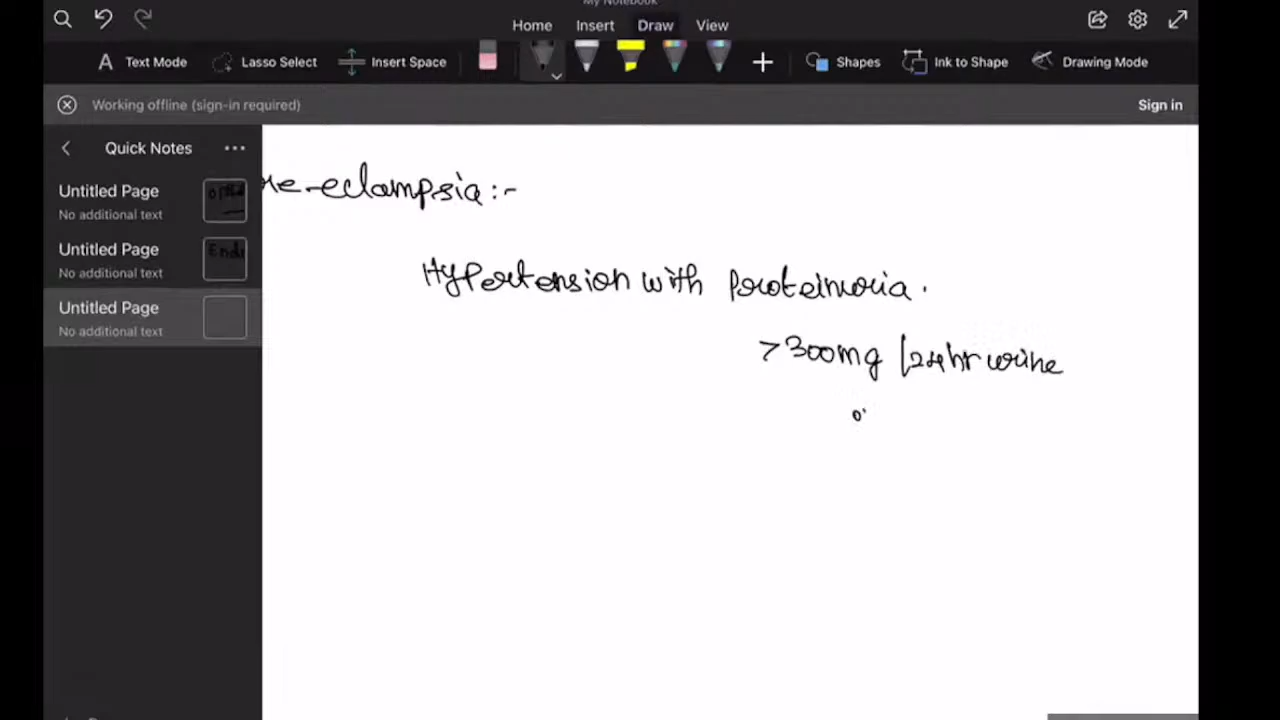 My Notebook
Home Insert Draw View
Text Mode Lasso Select Insert Space Shapes Ink to Shape Drawing Mode
Working offline (sign-in required) Sign in
Quick Notes
Untitled Page
No additional text
Untitled Page
No additional text
Untitled Page
No additional text
re-eclampsia:-
Hypertension with proteinuria.
>300mg /24hr urine